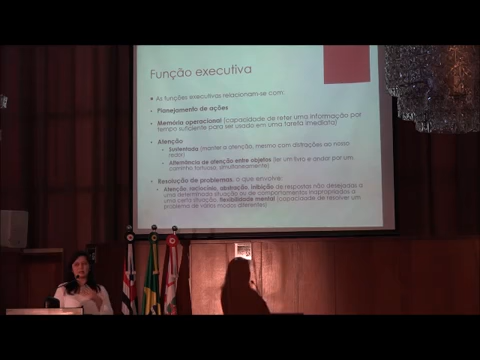 Função executiva
As funções executivas relacionam-se com:
Planejamento de ações
Memória operacional (capacidade de reter uma informação por
tempo suficiente para ser usada em uma tarefa imediata)
Atenção
Sustentada (manter a atenção, mesmo com distrações ao nosso
redor)
Alternância de atenção entre objetos (ler um livro e andar por um
caminho tortuoso, simultaneamente)
Resolução de problemas, o que envolve:
Atenção, raciocínio, abstração, inibição de respostas não desejadas a
uma determinada situação ou de comportamentos inapropriados a
uma certa situação, flexibilidade mental (capacidade de resolver um
problema de vários modos diferentes)